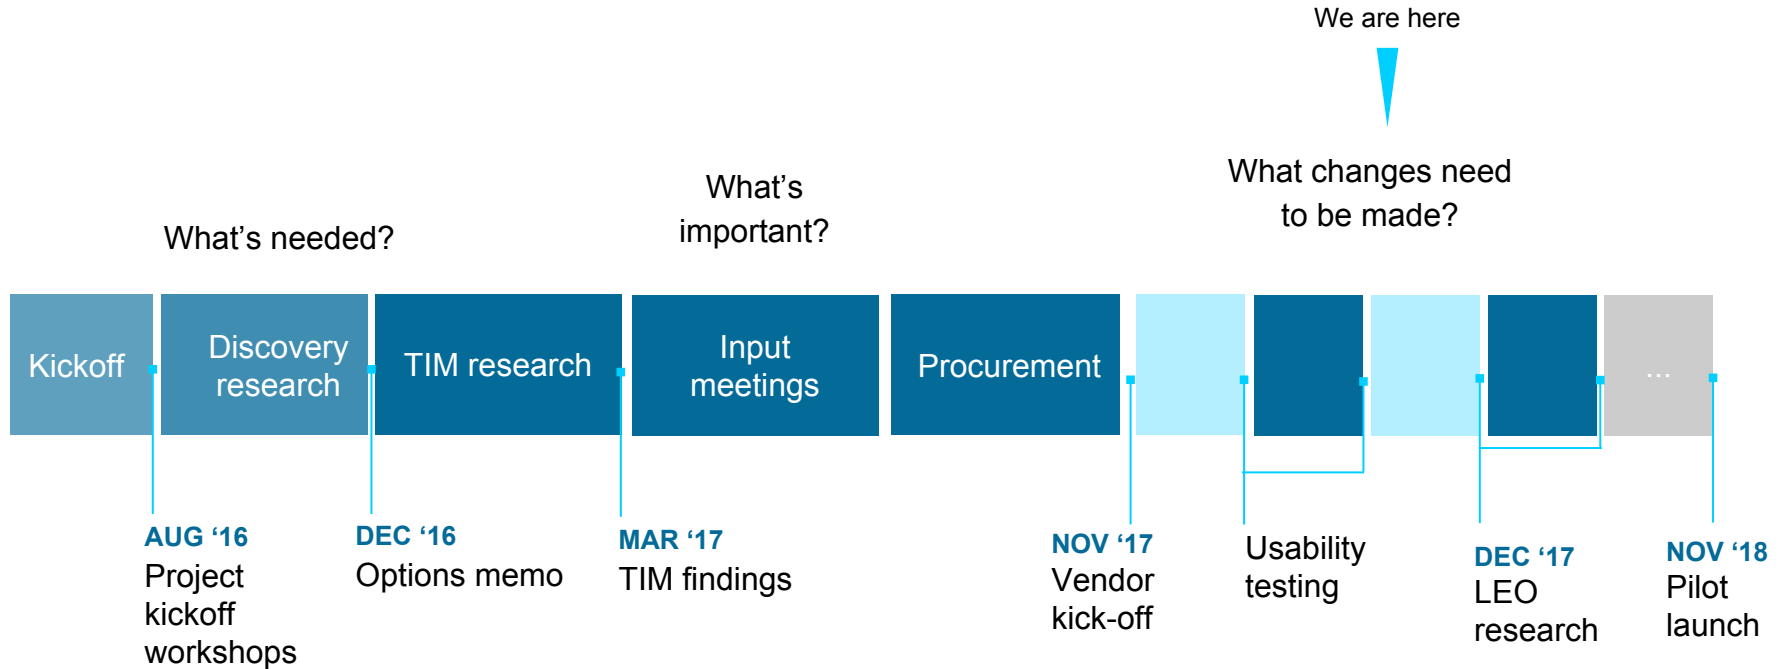 We are here
What changes need
to be made?
What's
important?
What's needed?
Kickoff
Discovery
research
TIM research
Input
meetings
Procurement
...
AUG ‘16
Project
kickoff
workshops
DEC ‘16
Options memo
MAR ‘17
TIM findings
NOV ‘17
Vendor
kick-off
Usability
testing
DEC ‘17
LEO
research
NOV ‘18
Pilot
launch